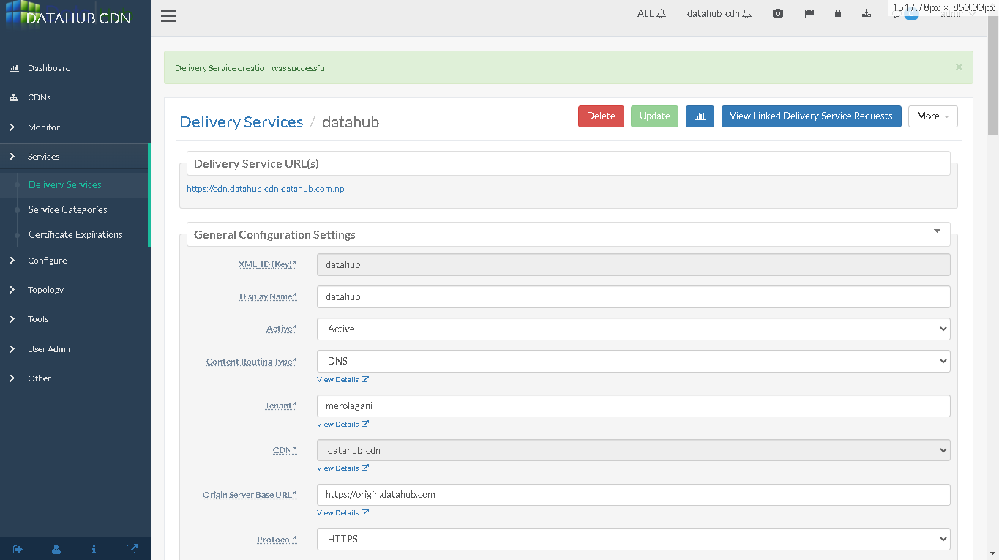 DATAHUB CDN
ALL
datahub_cdn
1517.78px × 853.33px
admin
Dashboard
CDNs
Monitor
Services
Delivery Services
Service Categories
Certificate Expirations
Configure
Topology
Tools
User Admin
Other
Delivery Service creation was successful
×
Delivery Services / datahub
Delete
Update
View Linked Delivery Service Requests
More
Delivery Service URL(s)
https://cdn.datahub.cdn.datahub.com.np
General Configuration Settings
XML_ID (Key) *
datahub
Display Name *
datahub
Active *
Active
Content Routing Type *
DNS
View Details
Tenant *
merolagani
View Details
CDN *
datahub_cdn
View Details
Origin Server Base URL *
https://origin.datahub.com
View Details
Protocol *
HTTPS